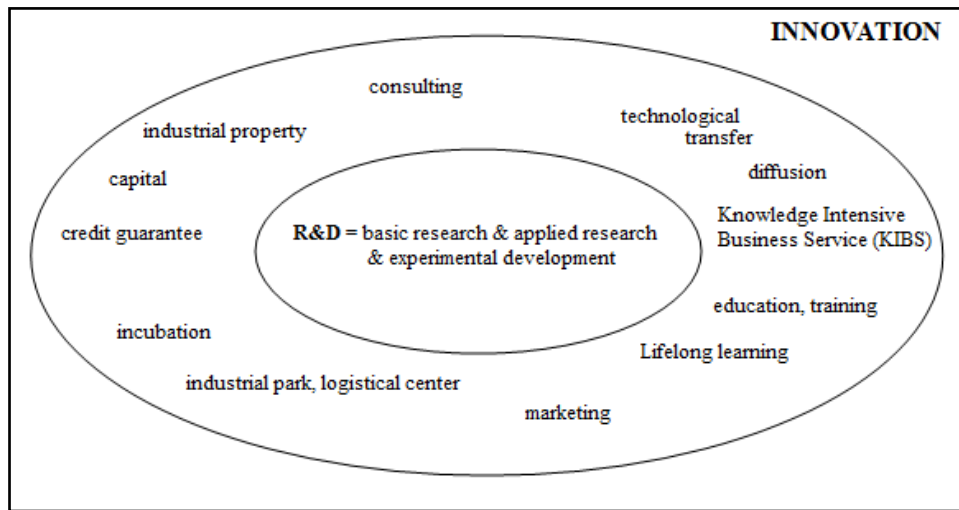 INNOVATION
consulting
technological
transfer
industrial property
diffusion
capital
Knowledge Intensive
Business Service (KIBS)
credit guarantee
R&D = basic research & applied research
& experimental development
education, training
incubation
Lifelong learning
industrial park, logistical center
marketing